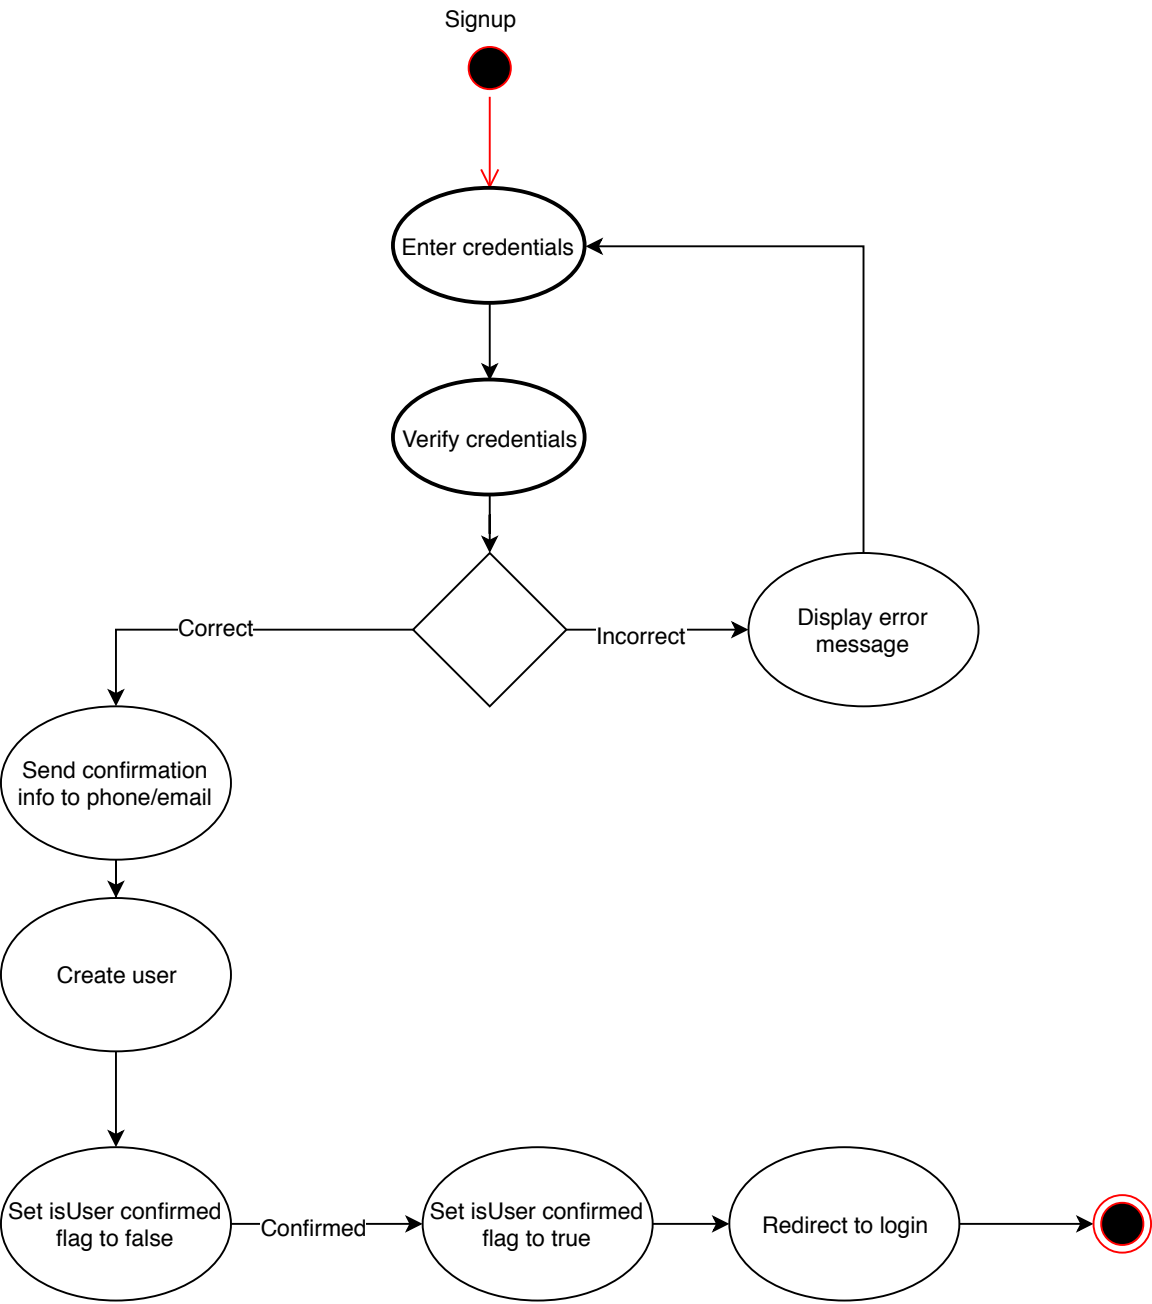 Signup
Enter credentials
Verify credentials
Correct
Incorrect
Display error
message
Send confirmation
info to phone/email
Create user
Set isUser confirmed
flag to false
Confirmed
Set isUser confirmed
flag to true
Redirect to login